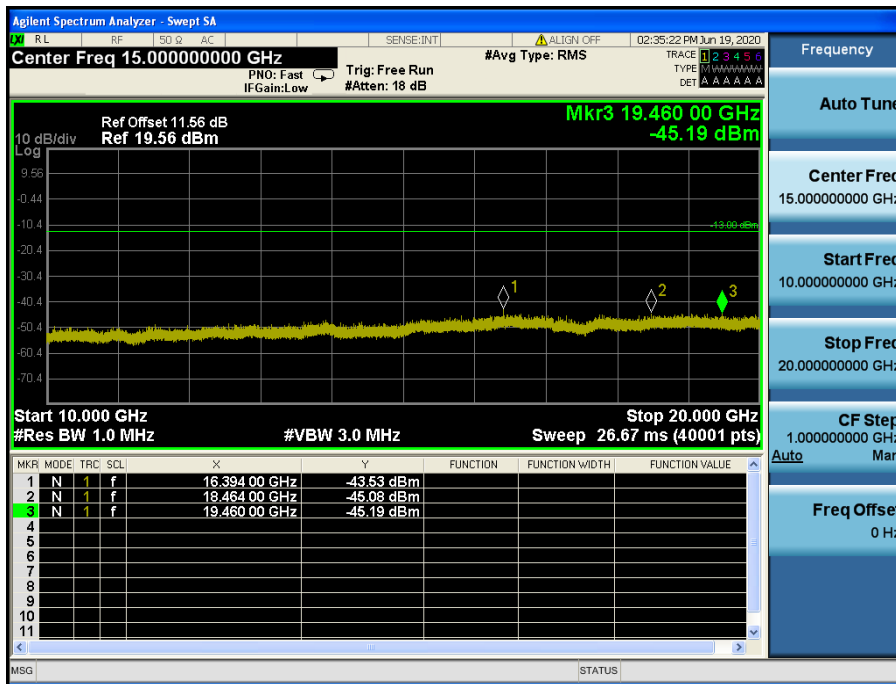 Agilent Spectrum Analyzer - Swept SA
LXI RL RF 50 Ω AC SENSE:INT ALIGN OFF 02:35:22 PM Jun 19, 2020
Center Freq 15.000000000 GHz #Avg Type: RMS TRACE 1 2 3 4 5 6
PNO: Fast Trig: Free Run TYPE MWWWWW
IFGain:Low #Atten: 18 dB DET A A A A A A
Mkr3 19.460 00 GHz
Ref Offset 11.56 dB
10 dB/div Ref 19.56 dBm -45.19 dBm
Log
9.56
-0.44
-10.4
-13.00 dBm
-20.4
-30.4
1
2
3
-40.4
-50.4
-60.4
-70.4
Start 10.000 GHz Stop 20.000 GHz
#Res BW 1.0 MHz #VBW 3.0 MHz Sweep 26.67 ms (40001 pts)
MKR MODE TRC SCL X Y FUNCTION FUNCTION WIDTH FUNCTION VALUE
1 N 1 f 16.394 00 GHz -43.53 dBm
2 N 1 f 18.464 00 GHz -45.08 dBm
3 N 1 f 19.460 00 GHz -45.19 dBm
4
5
6
7
8
9
10
11
MSG STATUS
Frequency
Auto Tune
Center Freq
15.000000000 GHz
Start Freq
10.000000000 GHz
Stop Freq
20.000000000 GHz
CF Step
1.000000000 GHz
Auto Man
Freq Offset
0 Hz